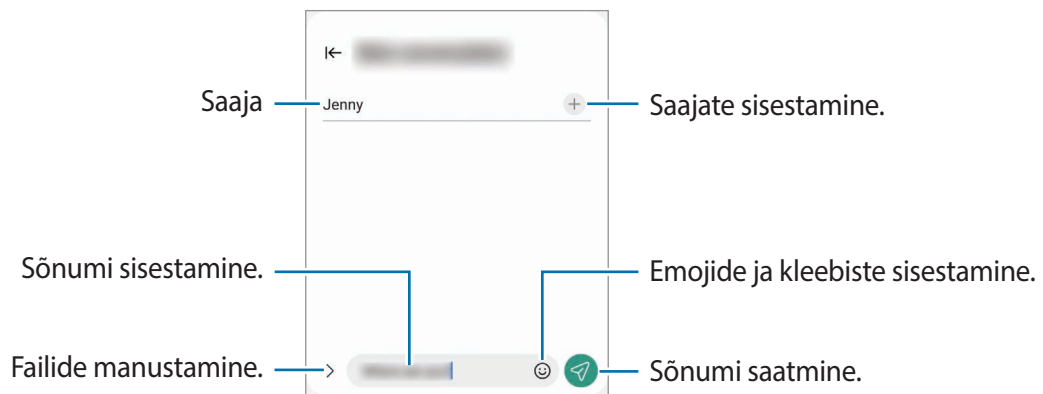 Saaja
Jenny
Saajate sisestamine.
Sõnumi sisestamine.
Emojide ja kleebiste sisestamine.
Failide manustamine.
Sõnumi saatmine.